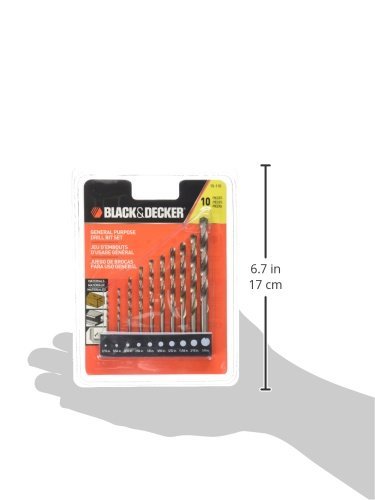 10
BLACK&DECKER
GENERAL PURPOSE
DRILL BIT SET
JEU D'EMBOUTS
D'USAGE GÉNÉRAL
JUEGO DE BROCAS
PARA USO GENERAL
6.7 in
17 cm